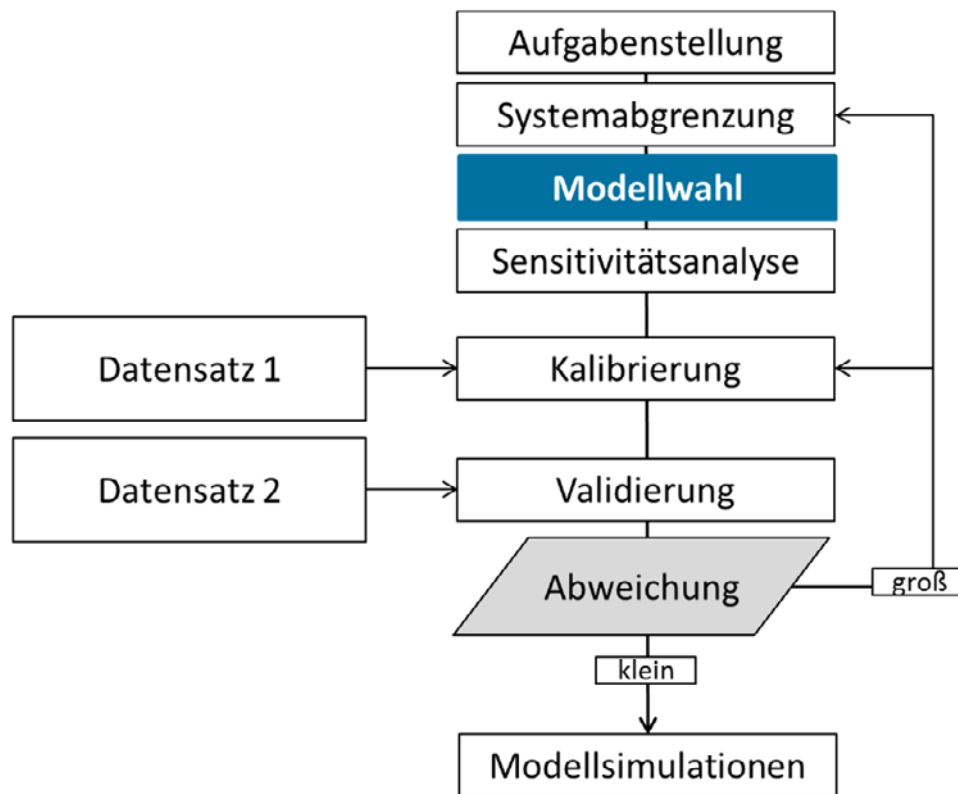 Aufgabenstellung
Systemabgrenzung
Modellwahl
Sensitivitätsanalyse
Datensatz 1
Kalibrierung
Datensatz 2
Validierung
Abweichung
groß
klein
Modellsimulationen